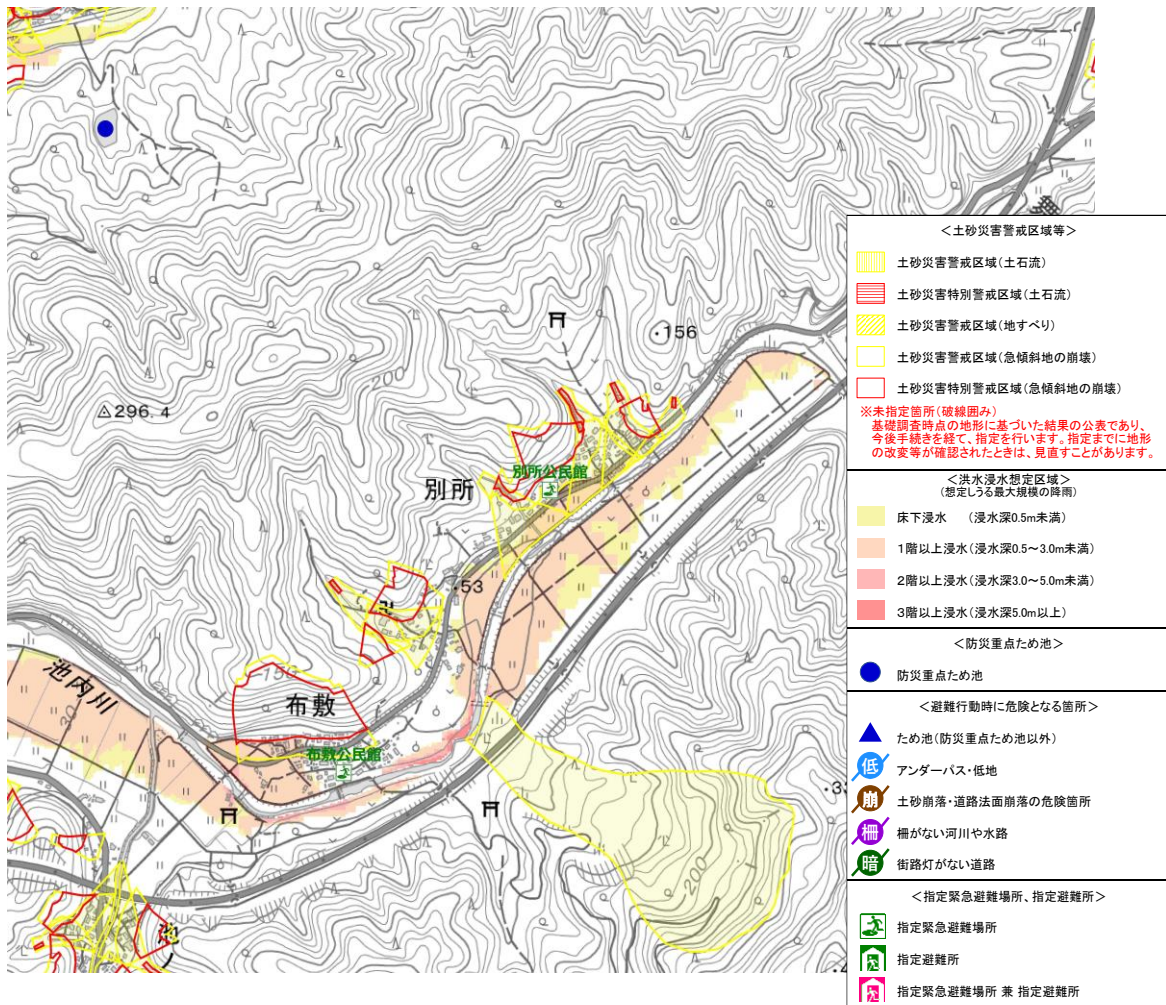 △296.4
200
・156
別所公民館
別所
・53
150
150
池内川
30
布敷
布敷公民館
200
＜土砂災害警戒区域等＞
土砂災害警戒区域（土石流）
土砂災害特別警戒区域（土石流）
土砂災害警戒区域（地すべり）
土砂災害警戒区域（急傾斜地の崩壊）
土砂災害特別警戒区域（急傾斜地の崩壊）
※未指定箇所（破線囲み）
基礎調査時点の地形に基づいた結果の公表であり、
今後手続きを経て、指定を行います。指定までに地形
の改変等が確認されたときは、見直すことがあります。
＜洪水浸水想定区域＞
（想定しうる最大規模の降雨）
床下浸水　（浸水深0.5m未満）
1階以上浸水（浸水深0.5～3.0m未満）
2階以上浸水（浸水深3.0～5.0m未満）
3階以上浸水（浸水深5.0m以上）
＜防災重点ため池＞
防災重点ため池
＜避難行動時に危険となる箇所＞
ため池（防災重点ため池以外）
低 アンダーパス・低地
崩 土砂崩落・道路法面崩落の危険箇所
柵 柵がない河川や水路
暗 街路灯がない道路
＜指定緊急避難場所、指定避難所＞
指定緊急避難場所
指定避難所
指定緊急避難場所 兼 指定避難所